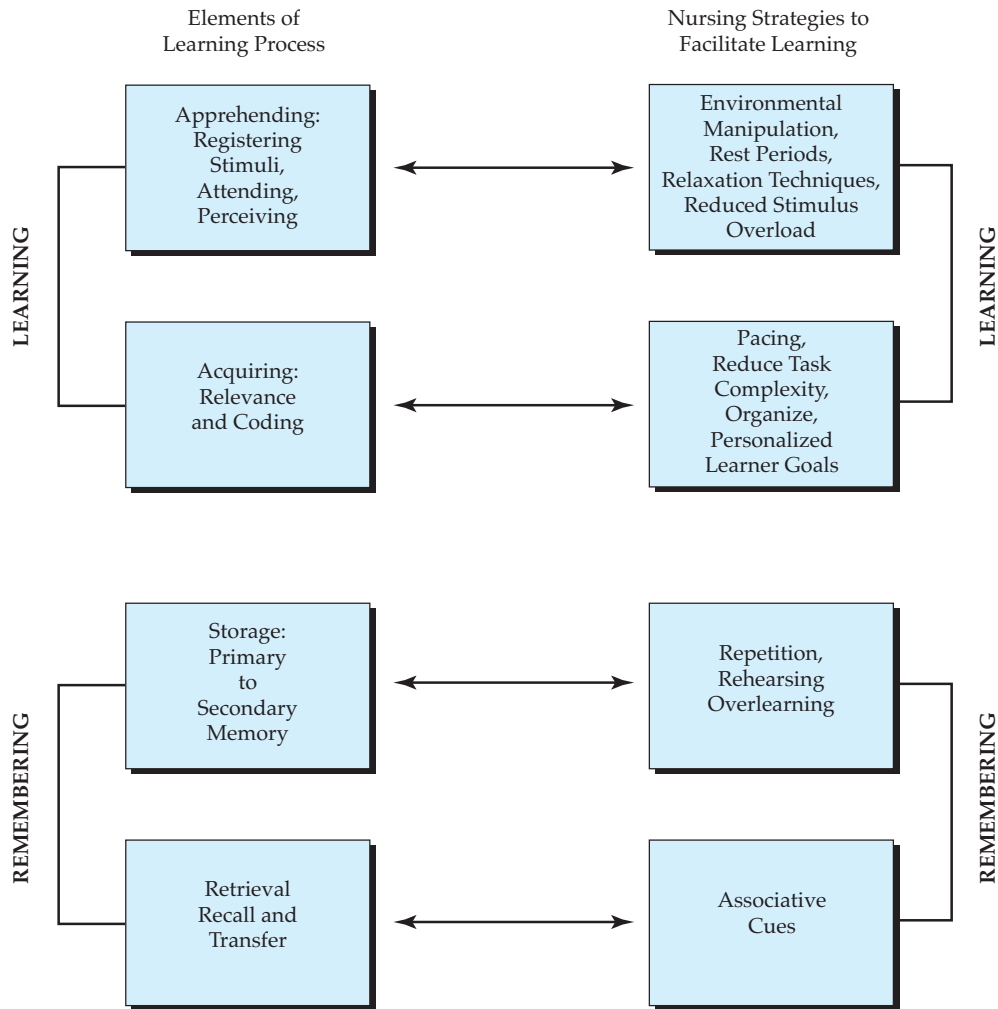 Elements of
Learning Process
Nursing Strategies to
Facilitate Learning
LEARNING
Apprehending:
Registering
Stimuli,
Attending,
Perceiving
Environmental
Manipulation,
Rest Periods,
Relaxation Techniques,
Reduced Stimulus
Overload
LEARNING
Acquiring:
Relevance
and Coding
Pacing,
Reduce Task
Complexity,
Organize,
Personalized
Learner Goals
REMEMBERING
Storage:
Primary
to
Secondary
Memory
Repetition,
Rehearsing
Overlearning
REMEMBERING
Retrieval
Recall and
Transfer
Associative
Cues